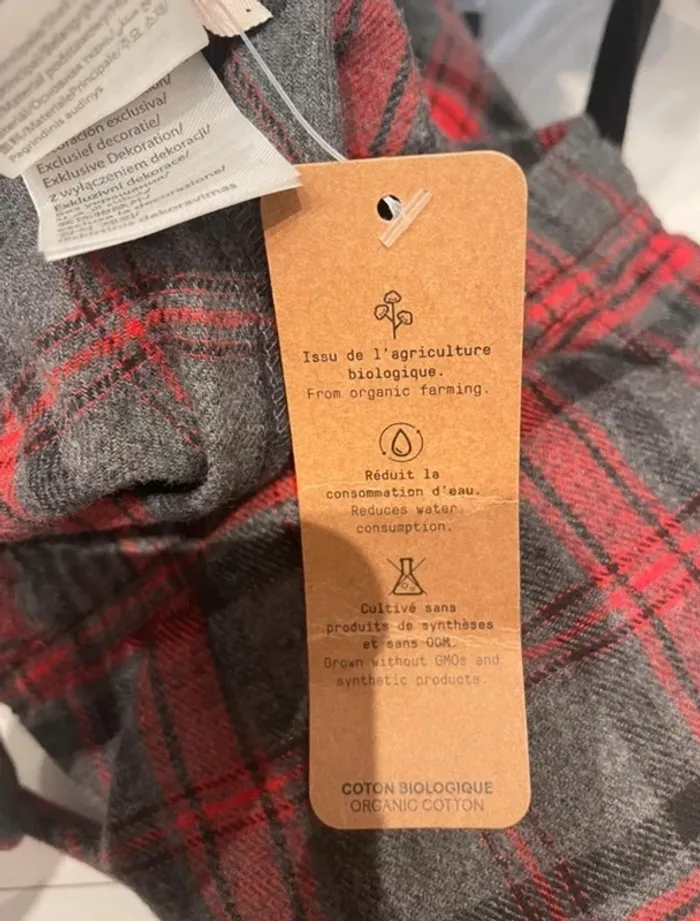 Pagrindinis audinys
Exclusief decoratie/
Exklusive Dekoration/
z wyłączeniem dekoracji/
Issu de l'agriculture
biologique.
From organic farming.
Réduit la
consommation d'eau.
Reduces water
consumption.
Cultivé sans
produits de synthèses
et sans OGM.
Grown without GMOs and
synthetic products.
COTON BIOLOGIQUE
ORGANIC COTTON